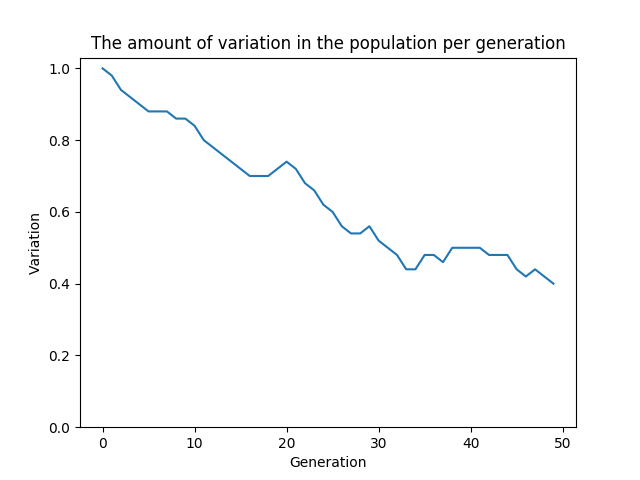 The amount of variation in the population per generation
1.0
0.8
0.6
0.4
0.2
0.0
Variation
0 10 20 30 40 50
Generation